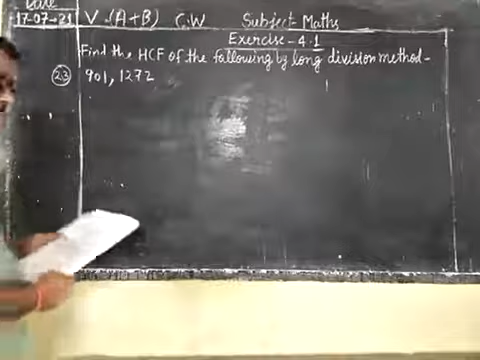 Date
17-07-21 V-(A+B) C.W Subject Maths
Exercise-4.1
Find the HCF of the following by long division method-
23 901, 1272